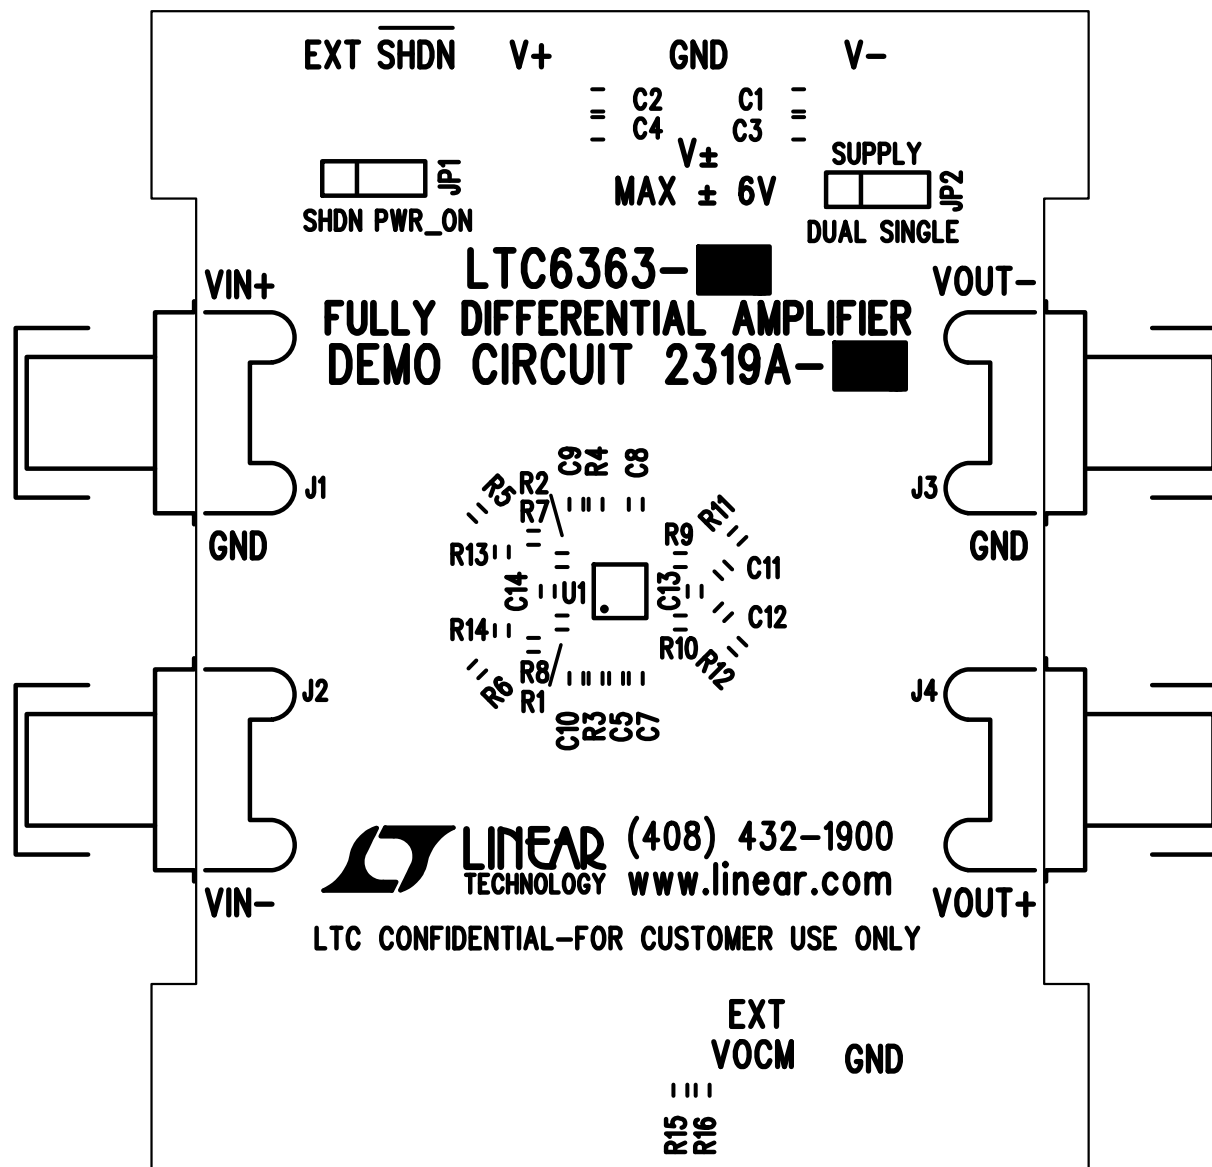 EXT SHDN V+ GND V-
C2 C1
C4 C3
V±
MAX ± 6V
SUPPLY
JP1 JP2
SHDN PWR_ON
DUAL SINGLE
LTC6363-
VIN+ VOUT-
FULLY DIFFERENTIAL AMPLIFIER
DEMO CIRCUIT 2319A-
C9 R4 C8
J1 R5 R2 J3
R7 R11
GND R13 R9 GND
C14 U1 C13 C11
C12
R14 R10
R8 R12
J2 R6 R1 J4
C10 R3 C5 C7
LINEAR (408) 432-1900
TECHNOLOGY www.linear.com
VIN- VOUT+
LTC CONFIDENTIAL-FOR CUSTOMER USE ONLY
EXT
VOCM GND
R15 R16